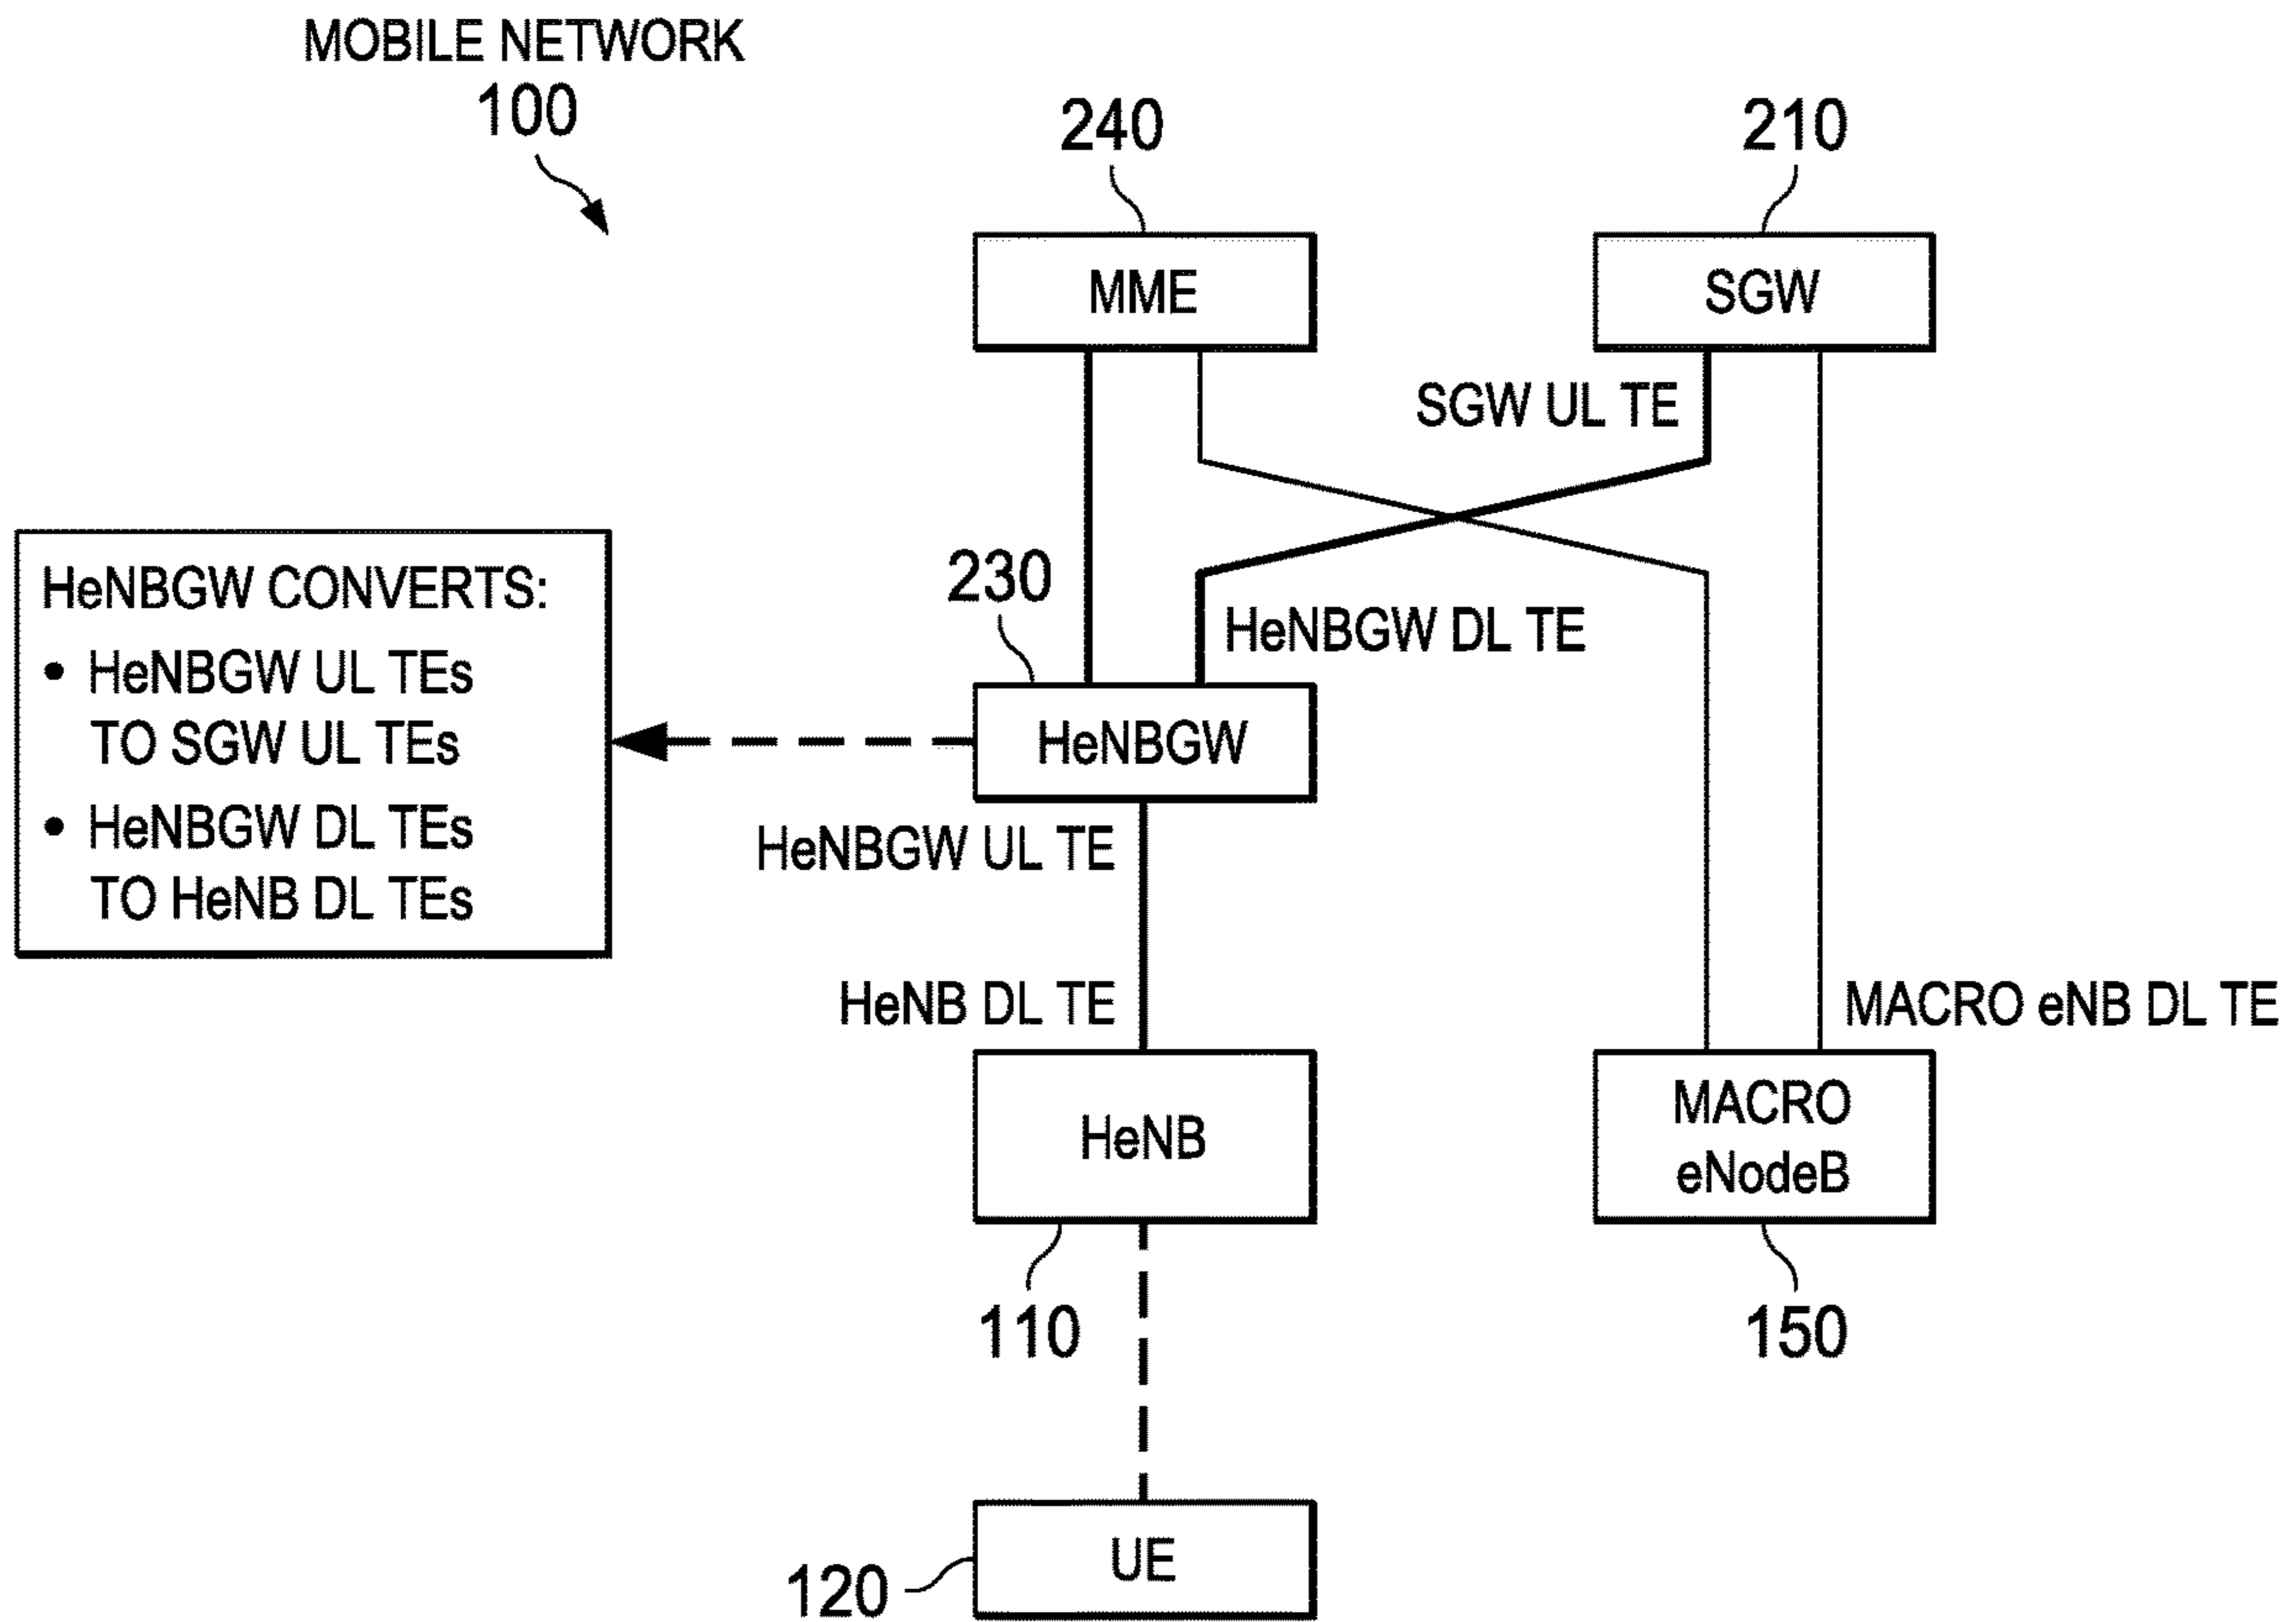 MOBILE NETWORK
100
240
210
MME
SGW
SGW UL TE
HeNBGW CONVERTS:
• HeNBGW UL TEs
TO SGW UL TEs
• HeNBGW DL TEs
TO HeNB DL TEs
230
HeNBGW DL TE
HeNBGW
HeNBGW UL TE
HeNB DL TE
MACRO eNB DL TE
HeNB
MACRO
eNodeB
110
150
UE
120